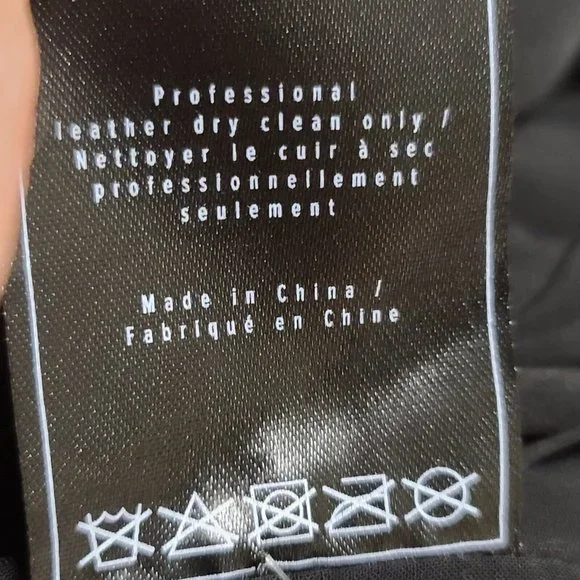 Professional
leather dry clean only /
Nettoyer le cuir à sec
professionnellement
seulement
Made in China /
Fabriqué en Chine